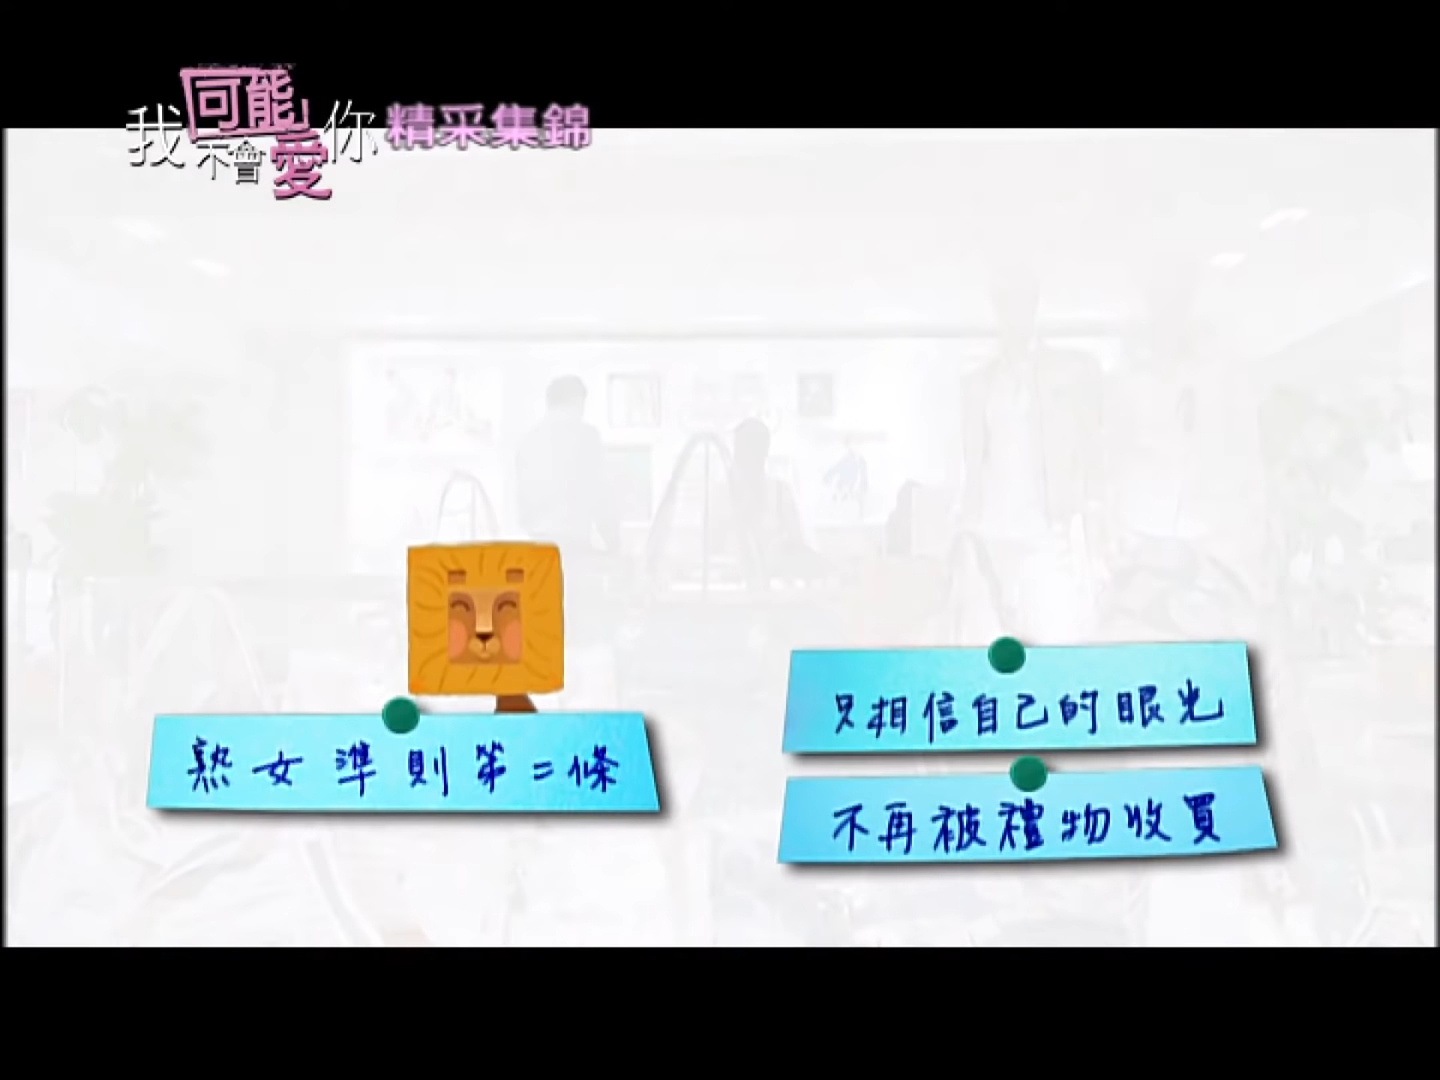 我可能不會愛你 精采集錦
熟女準則第二條
只相信自己的眼光
不再被禮物收買